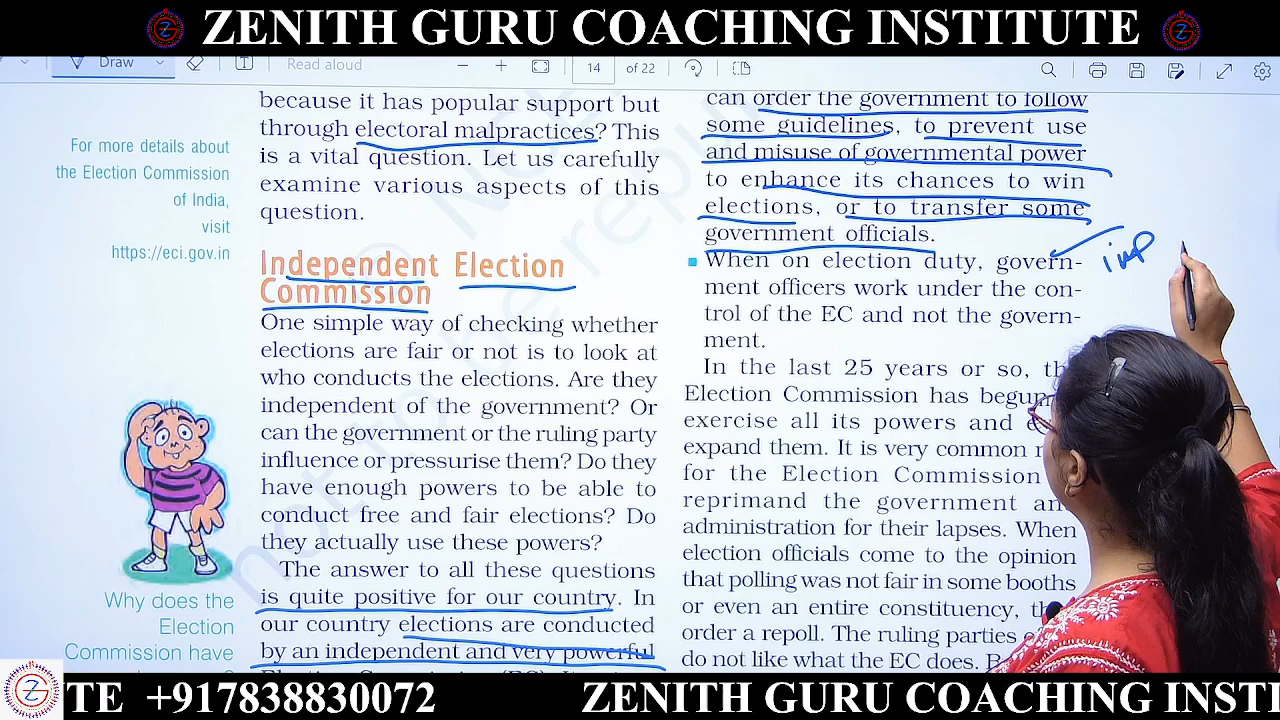 ZENITH GURU COACHING INSTITUTE
Draw
Read aloud
14 of 22
For more details about
the Election Commission
of India,
visit
https://eci.gov.in
because it has popular support but
through electoral malpractices? This
is a vital question. Let us carefully
examine various aspects of this
question.
Independent Election
Commission
One simple way of checking whether
elections are fair or not is to look at
who conducts the elections. Are they
independent of the government? Or
can the government or the ruling party
influence or pressurise them? Do they
have enough powers to be able to
conduct free and fair elections? Do
they actually use these powers?
The answer to all these questions
is quite positive for our country. In
our country elections are conducted
by an independent and very powerful
Why does the
Election
Commission have
can order the government to follow
some guidelines, to prevent use
and misuse of governmental power
to enhance its chances to win
elections, or to transfer some
government officials.
When on election duty, govern-
ment officers work under the con-
trol of the EC and not the govern-
ment.
imp
In the last 25 years or so,
Election Commission has
exercise all its powers and
expand them. It is very common
for the Election Commission
reprimand the government
administration for their lapses. When
election officials come to the opinion
that polling was not fair in some booths
or even an entire constituency,
order a repoll. The ruling parties
do not like what the EC does.
TE +917838830072 ZENITH GURU COACHING INSTI